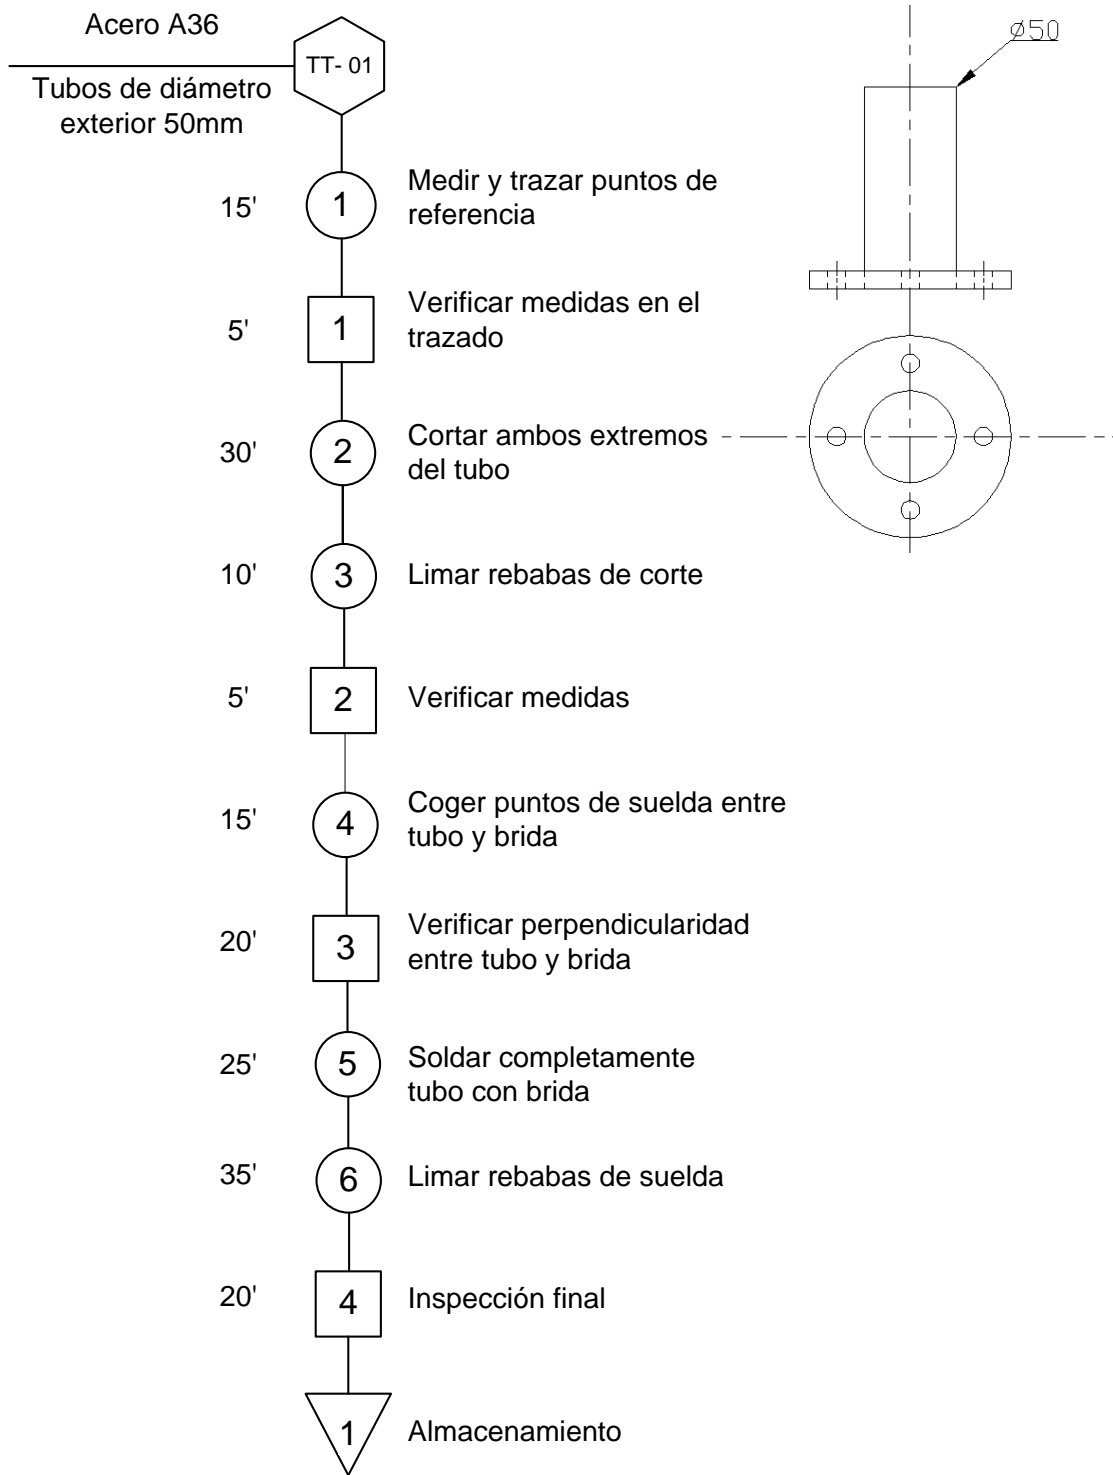 Acero A36
TT- 01
Tubos de diámetro
exterior 50mm
ø50
15'
1
Medir y trazar puntos de
referencia
5'
1
Verificar medidas en el
trazado
30'
2
Cortar ambos extremos
del tubo
10'
3
Limar rebabas de corte
5'
2
Verificar medidas
15'
4
Coger puntos de suelda entre
tubo y brida
20'
3
Verificar perpendicularidad
entre tubo y brida
25'
5
Soldar completamente
tubo con brida
35'
6
Limar rebabas de suelda
20'
4
Inspección final
1
Almacenamiento